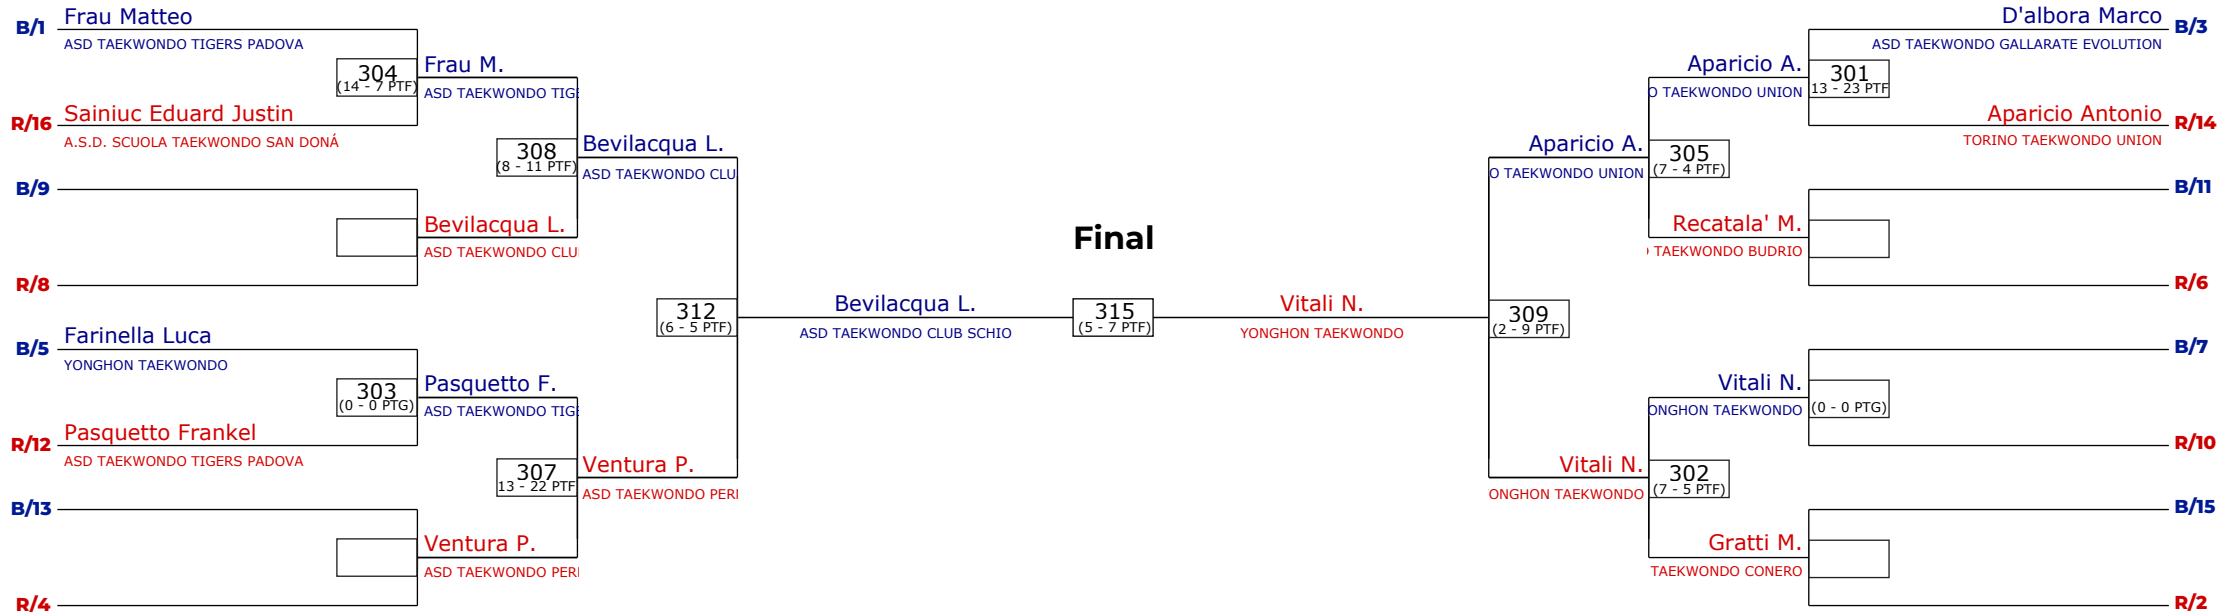 B/1
Frau Matteo
ASD TAEKWONDO TIGERS PADOVA
304
(14 - 7 PTF)
Frau M.
ASD TAEKWONDO TIGE
R/16
Sainiuc Eduard Justin
A.S.D. SCUOLA TAEKWONDO SAN DONÁ
308
(8 - 11 PTF)
Bevilacqua L.
ASD TAEKWONDO CLU
B/9
Bevilacqua L.
ASD TAEKWONDO CLU
R/8
312
(6 - 5 PTF)
B/5
Farinella Luca
YONGHON TAEKWONDO
303
(0 - 0 PTG)
Pasquetto F.
ASD TAEKWONDO TIGE
R/12
Pasquetto Frankel
ASD TAEKWONDO TIGERS PADOVA
307
13 - 22 PTF
Ventura P.
ASD TAEKWONDO PERI
B/13
Ventura P.
ASD TAEKWONDO PERI
R/4
Final
Bevilacqua L.
ASD TAEKWONDO CLUB SCHIO
315
(5 - 7 PTF)
Vitali N.
YONGHON TAEKWONDO
D'albora Marco
B/3
ASD TAEKWONDO GALLARATE EVOLUTION
Aparicio A.
O TAEKWONDO UNION
301
13 - 23 PTF
Aparicio Antonio
R/14
TORINO TAEKWONDO UNION
Aparicio A.
O TAEKWONDO UNION
305
(7 - 4 PTF)
B/11
Recatala' M.
TAEKWONDO BUDRIO
R/6
309
(2 - 9 PTF)
B/7
Vitali N.
ONGHON TAEKWONDO
(0 - 0 PTG)
R/10
Vitali N.
ONGHON TAEKWONDO
302
(7 - 5 PTF)
B/15
Gratti M.
TAEKWONDO CONERO
R/2